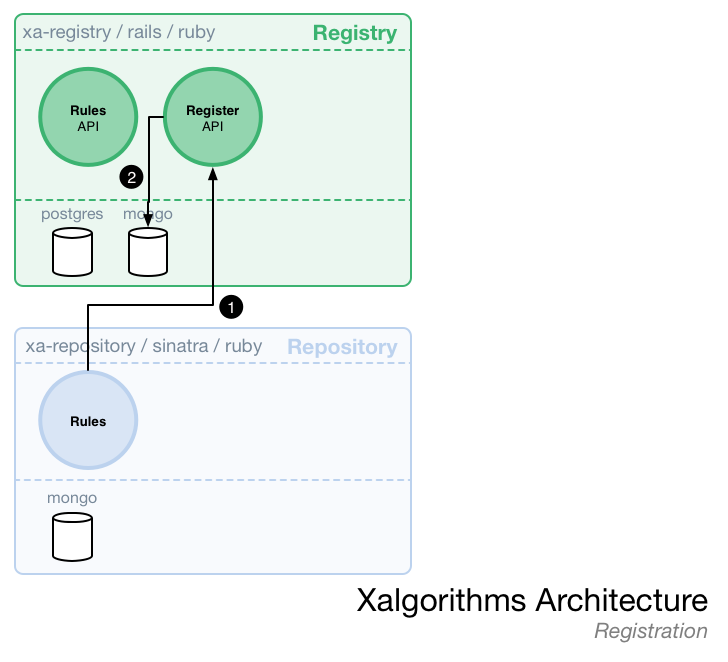 xa-registry / rails / ruby
Registry
Rules
API
Register
API
2
postgres
mongo
1
xa-repository / sinatra / ruby
Repository
Rules
mongo
Xalgorithms Architecture
Registration